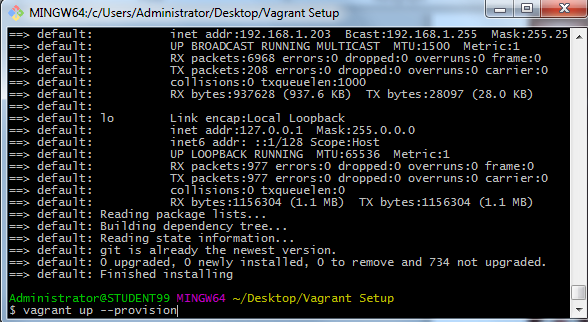 MINGW64:/c/Users/Administrator/Desktop/Vagrant Setup
==> default:           inet addr:192.168.1.203  Bcast:192.168.1.255  Mask:255.25
==> default:           UP BROADCAST RUNNING MULTICAST  MTU:1500  Metric:1
==> default:           RX packets:6968 errors:0 dropped:0 overruns:0 frame:0
==> default:           TX packets:208 errors:0 dropped:0 overruns:0 carrier:0
==> default:           collisions:0 txqueuelen:1000
==> default:           RX bytes:937628 (937.6 KB)  TX bytes:28097 (28.0 KB)
==> default:
==> default: lo        Link encap:Local Loopback
==> default:           inet addr:127.0.0.1  Mask:255.0.0.0
==> default:           inet6 addr: ::1/128 Scope:Host
==> default:           UP LOOPBACK RUNNING  MTU:65536  Metric:1
==> default:           RX packets:977 errors:0 dropped:0 overruns:0 frame:0
==> default:           TX packets:977 errors:0 dropped:0 overruns:0 carrier:0
==> default:           collisions:0 txqueuelen:0
==> default:           RX bytes:1156304 (1.1 MB)  TX bytes:1156304 (1.1 MB)
==> default: Reading package lists...
==> default: Building dependency tree...
==> default: Reading state information...
==> default: git is already the newest version.
==> default: 0 upgraded, 0 newly installed, 0 to remove and 734 not upgraded.
==> default: Finished installing
Administrator@STUDENT99 MINGW64 ~/Desktop/Vagrant Setup
$ vagrant up --provision